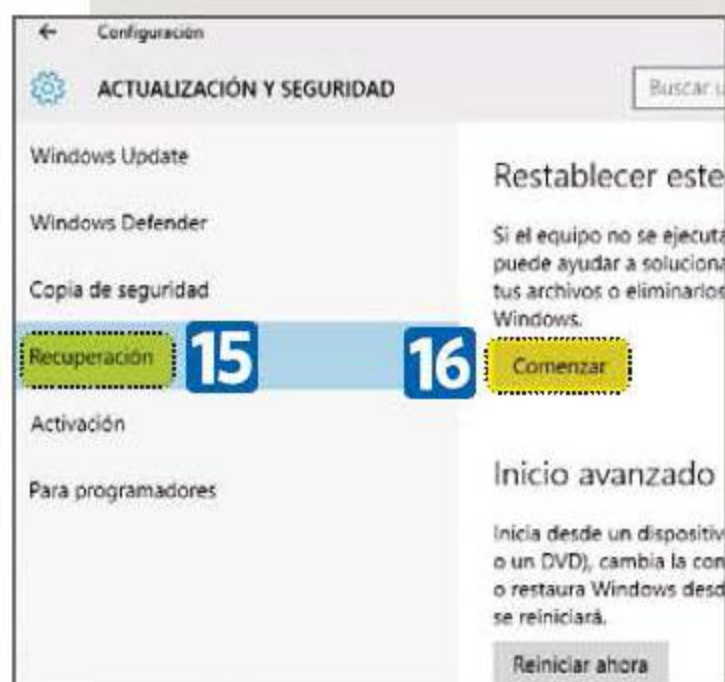 Configuración
ACTUALIZACIÓN Y SEGURIDAD
Buscar u
Windows Update
Windows Defender
Copia de seguridad
Recuperación
15
Activación
Para programadores
Restablecer este
Si el equipo no se ejecuta
puede ayudar a soluciona
tus archivos o eliminarlos
Windows.
16
Comenzar
Inicio avanzado
Inicia desde un dispositiv
o un DVD), cambia la con
o restaura Windows desd
se reiniciará.
Reiniciar ahora